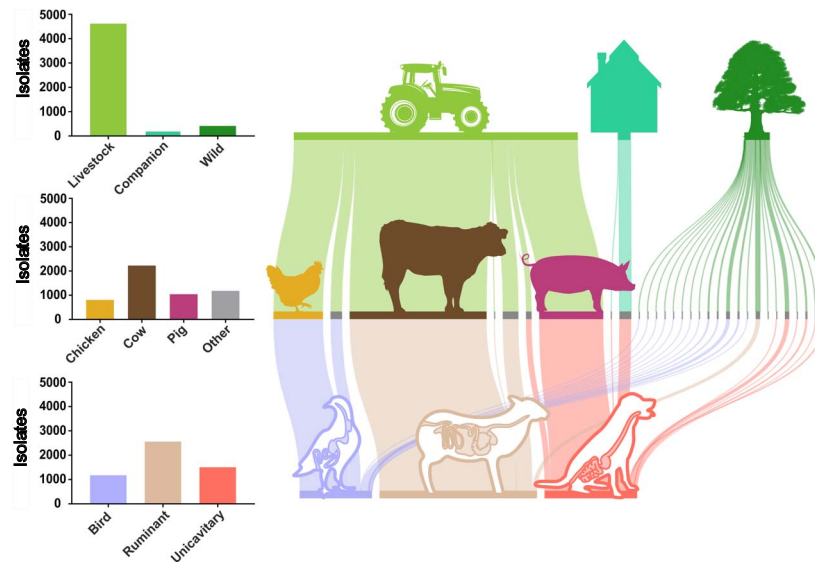 5000
4000
3000
2000
1000
0
Isolates
Livestock
Companion
Wild
5000
4000
3000
2000
1000
0
Isolates
Chicken
Cow
Pig
Other
5000
4000
3000
2000
1000
0
Isolates
Bird
Ruminant
Unicavitary